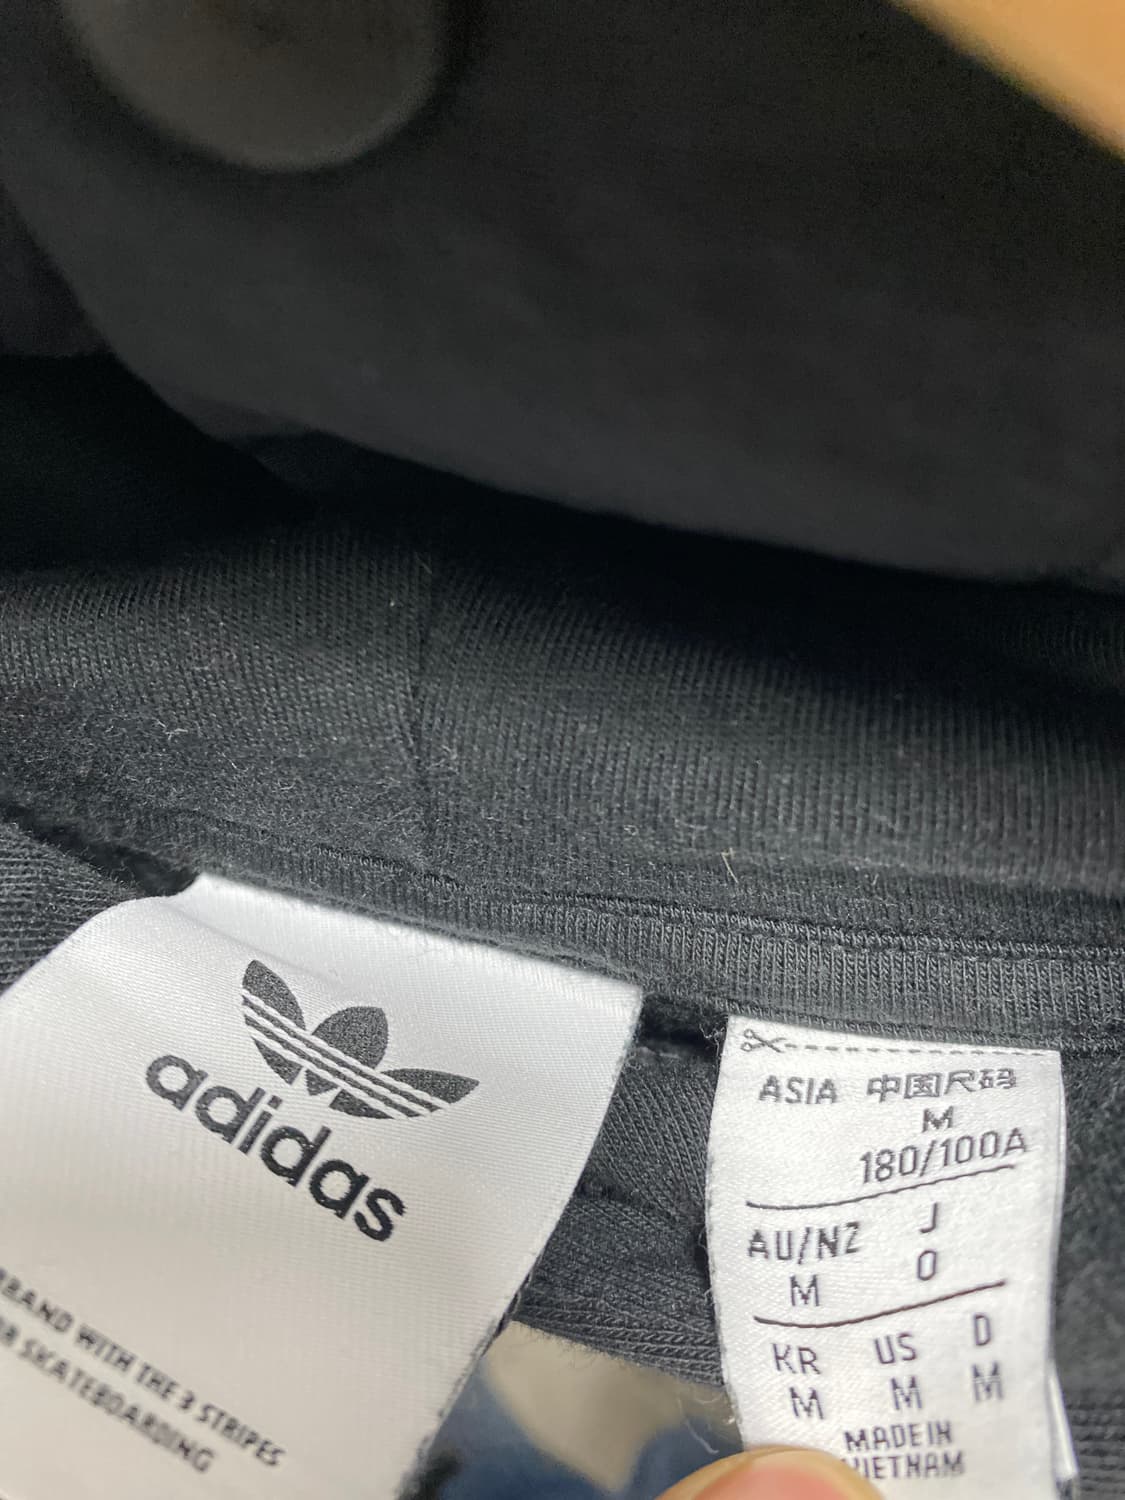 adidas
BRAND WITH THE 3 STRIPES
SKATEBOARDING
ASIA 中国尺码
M
180/100A
AU/NZ J
M O
KR US D
M M M
MADE IN
VIETNAM